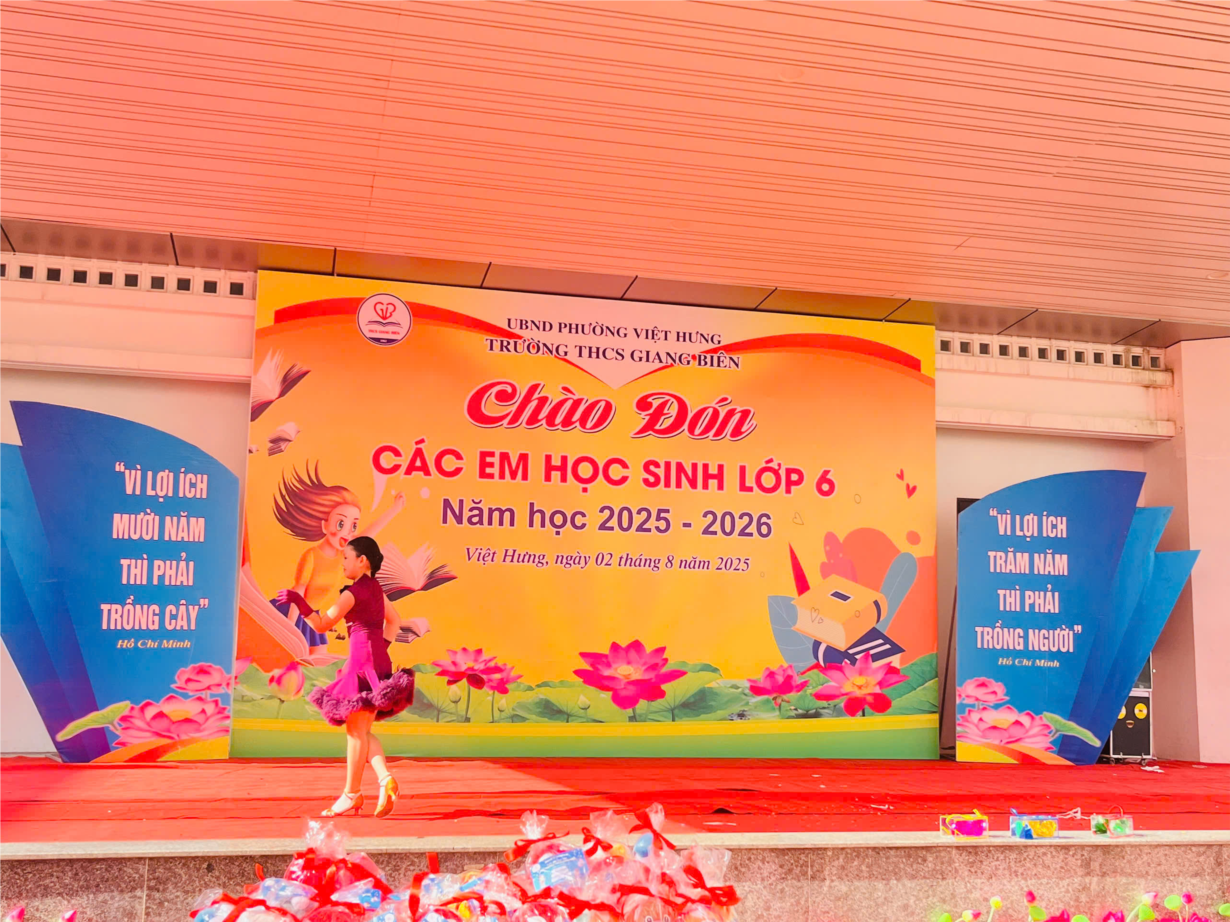 UBND PHƯỜNG VIỆT HƯNG
TRƯỜNG THCS GIANG BIÊN
Chào Đón
CÁC EM HỌC SINH LỚP 6
Năm học 2025 - 2026
Việt Hưng, ngày 02 tháng 8 năm 2025
“VÌ LỢI ÍCH
MƯỜI NĂM
THÌ PHẢI
TRỒNG CÂY”
Hồ Chí Minh
“VÌ LỢI ÍCH
TRĂM NĂM
THÌ PHẢI
TRỒNG NGƯỜI”
Hồ Chí Minh